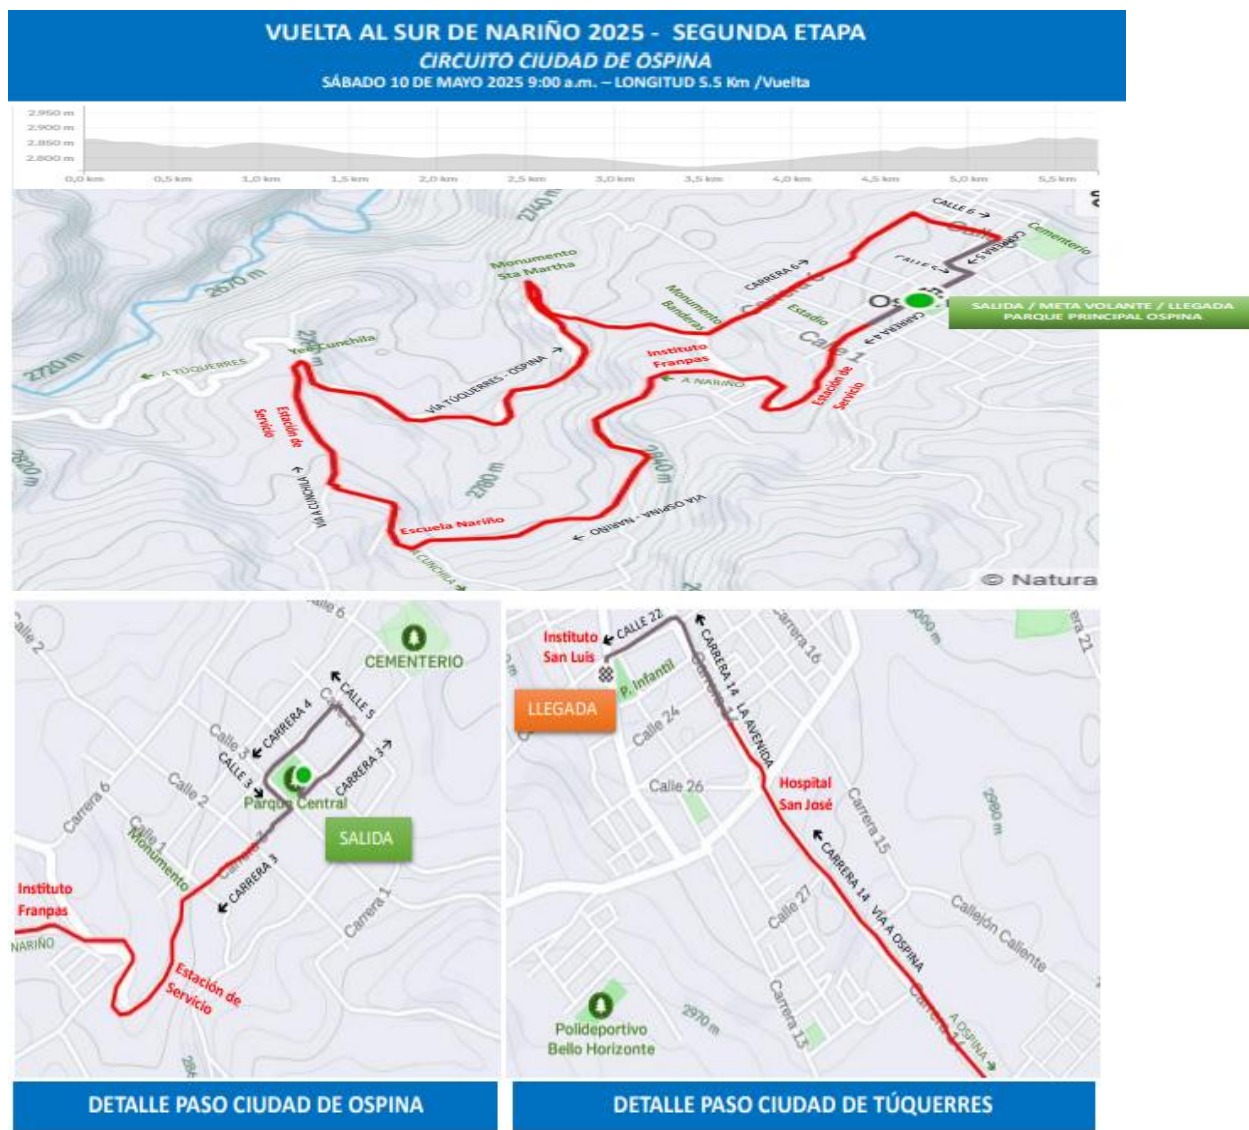 VUELTA AL SUR DE NARIÑO 2025 - SEGUNDA ETAPA
CIRCUITO CIUDAD DE OSPINA
SÁBADO 10 DE MAYO 2025 9:00 a.m. – LONGITUD 5.5 Km /Vuelta
2.950 m
2.900 m
2.850 m
2.800 m
0,0 km
0,5 km
1,0 km
1,5 km
2,0 km
2,5 km
3,0 km
3,5 km
4,0 km
4,5 km
5,0 km
5,5 km
2740 m
CALLE 6
Cementerio
CARRERA 5
Monumento
Sta Martha
CARRERA 6
2670 m
Monumento
Banderas
Estadio
SALIDA / META VOLANTE / LLEGADA
PARQUE PRINCIPAL OSPINA
CARRERA 4
Calle 1
Instituto
Franpas
A NARIÑO
Estación de
Servicio
2720 m
A TÚQUERRES
VÍA TÚQUERRES - OSPINA
Estación de
Servicio
2820 m
2780 m
2840 m
VÍA A CUNCHILA
Escuela Nariño
VÍA OSPINA - NARIÑO
A CUNCHILA
© Natura
Calle 2
Calle 6
CEMENTERIO
CALLE 5
CARRERA 4
Calle 3
CALLE 3
CARRERA 3
Parque Central
Calle 2
Carrera 6
Calle 1
Monumento
SALIDA
CARRERA 3
Carrera 1
Instituto
Franpas
NARIÑO
Estación de
Servicio
Instituto
San Luis
CALLE 22
P. Infantil
LLEGADA
CARRERA 14 LA AVENIDA
Carrera 16
Calle 24
Calle 26
Hospital
San José
Carrera 15
2980 m
CARRERA 14 VÍA A OSPINA
Calle 27
Callejón Caliente
Carrera 13
A OSPINA
Polideportivo
Bello Horizonte
2970 m
DETALLE PASO CIUDAD DE OSPINA
DETALLE PASO CIUDAD DE TÚQUERRES